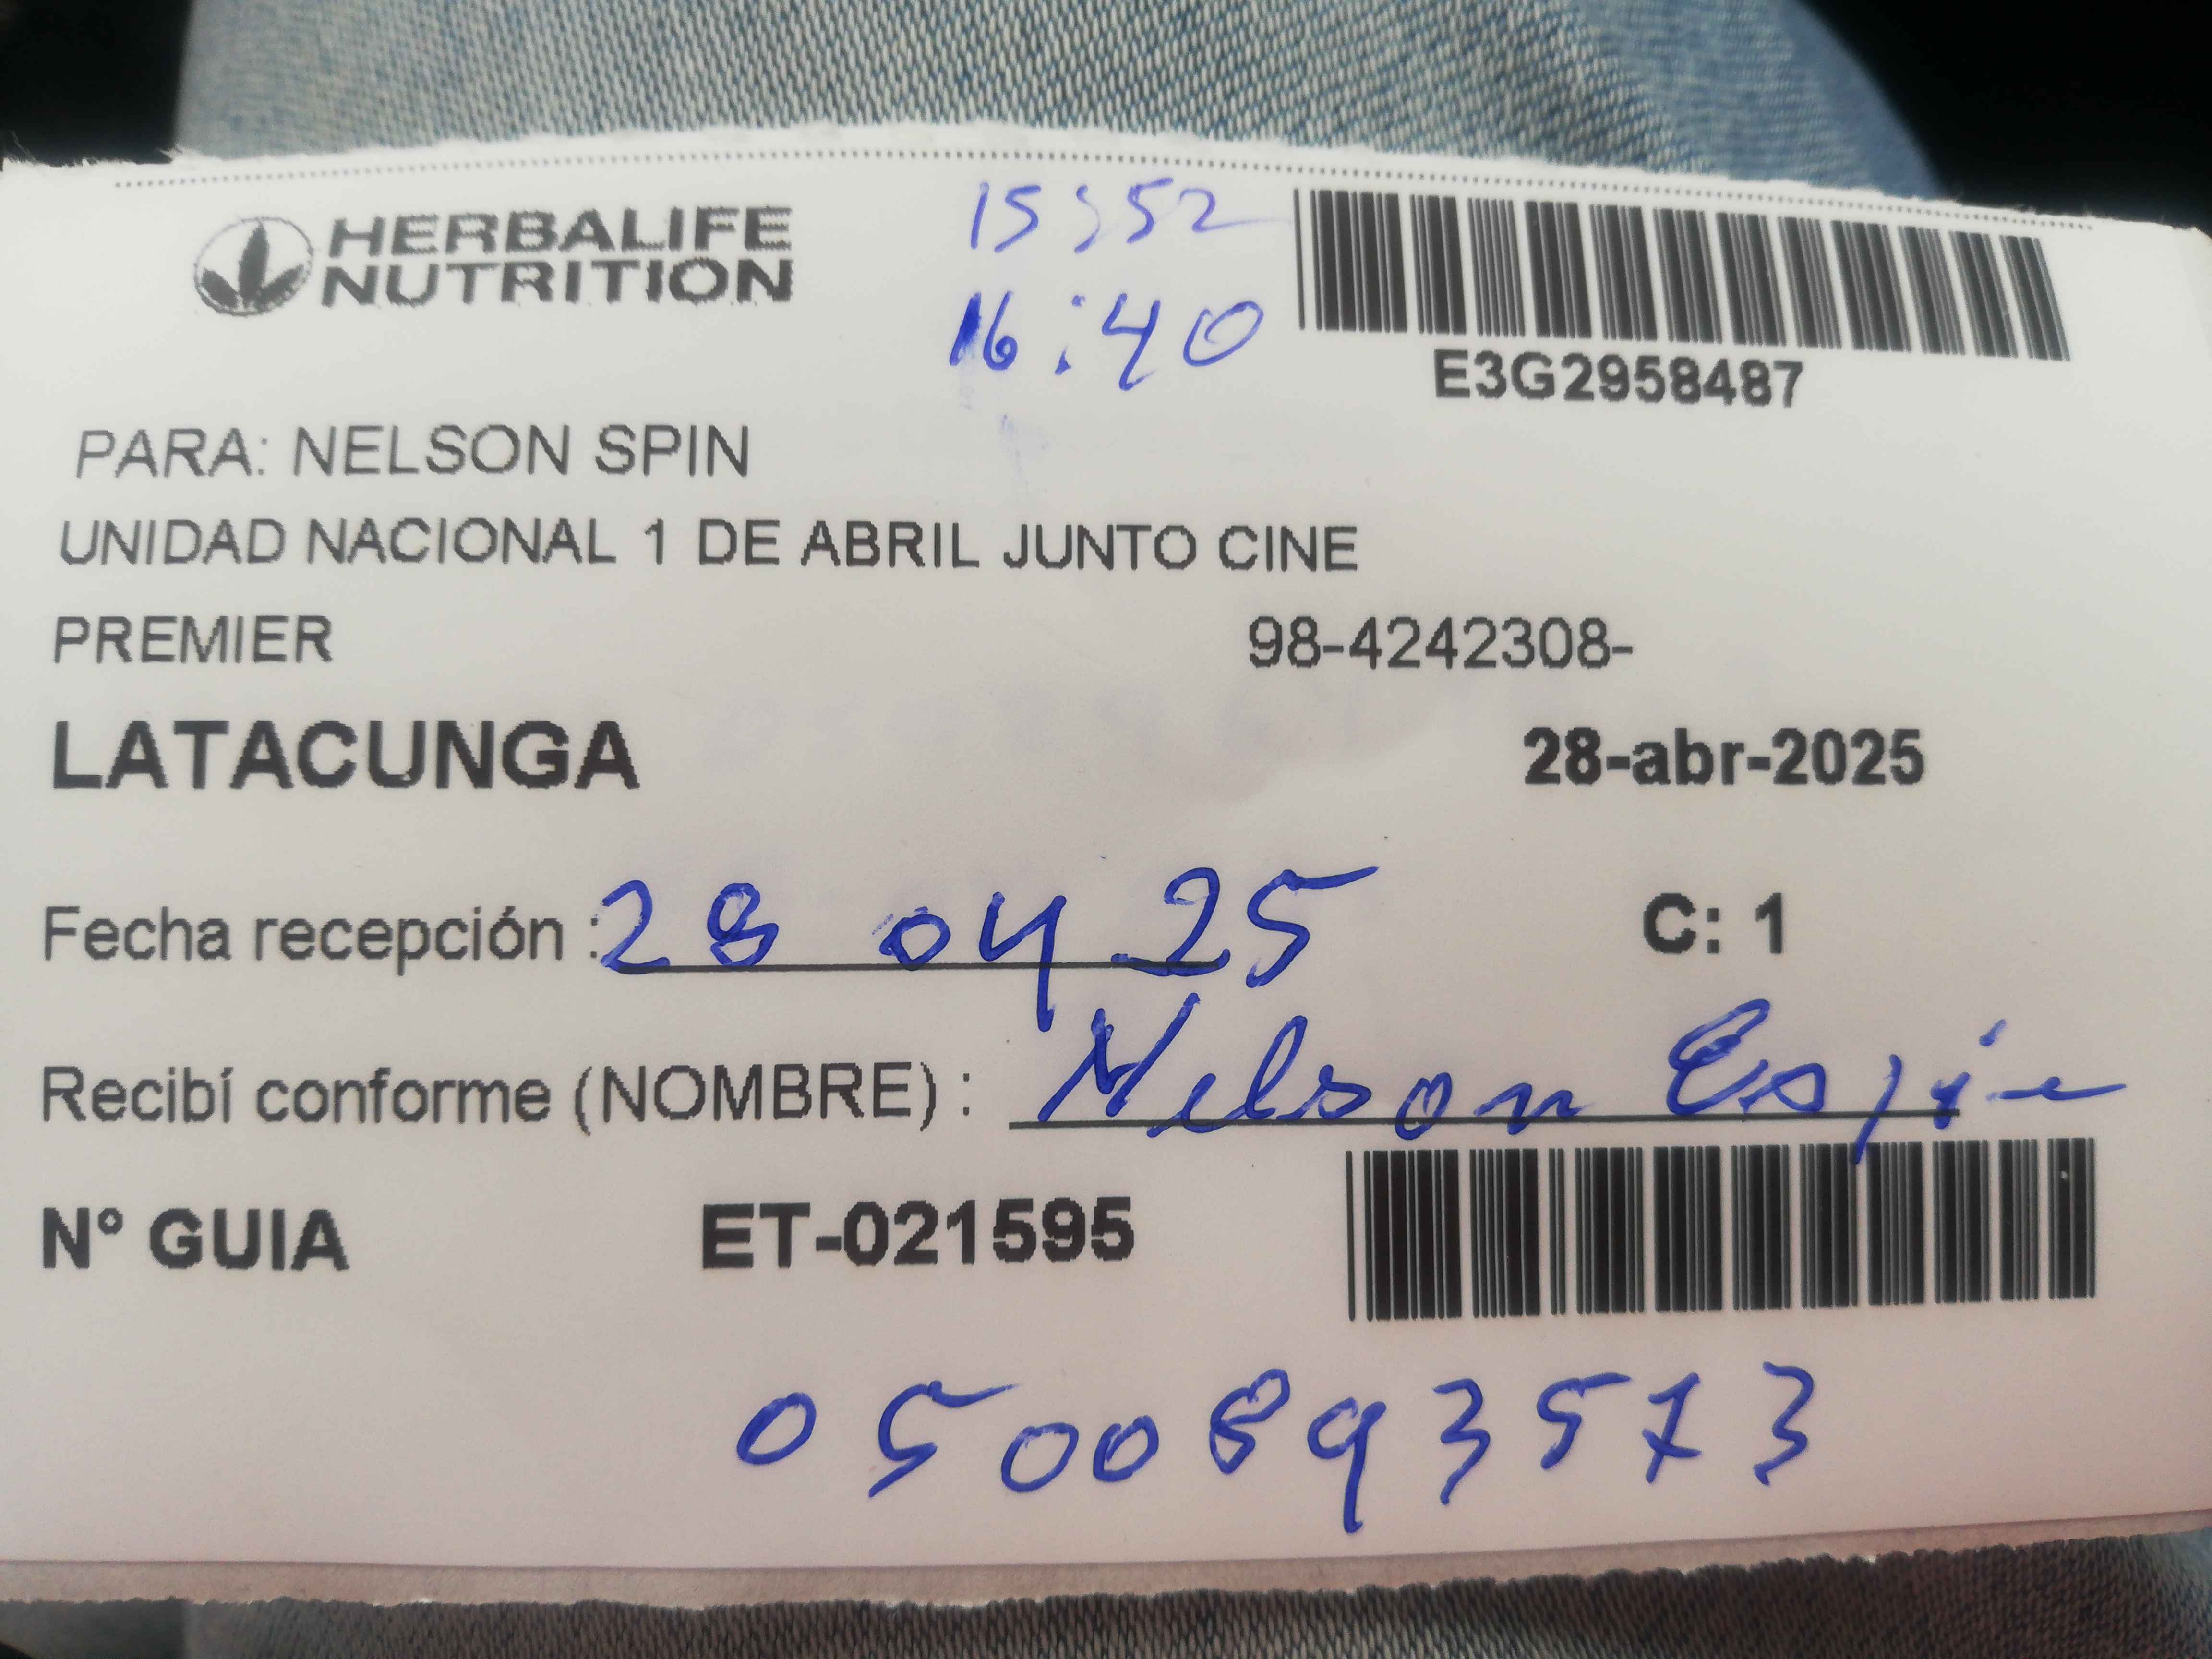 HERBALIFE
NUTRITION
15:52
16:40
E3G2958487
PARA: NELSON SPIN
UNIDAD NACIONAL 1 DE ABRIL JUNTO CINE
PREMIER 98-4242308-
LATACUNGA 28-abr-2025
Fecha recepción : 28 04 25 C: 1
Recibí conforme (NOMBRE) : Nelson Espin
N° GUIA ET-021595
0500893573